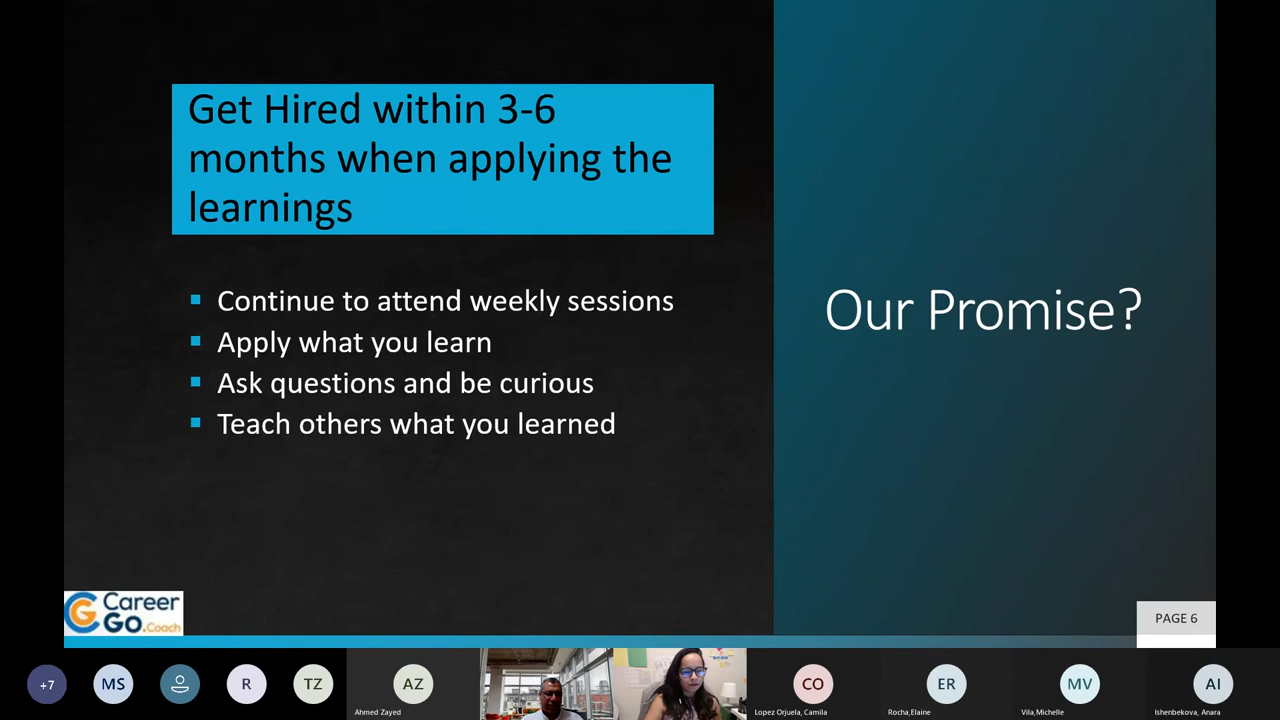 Get Hired within 3-6
months when applying the
learnings
Continue to attend weekly sessions
Apply what you learn
Ask questions and be curious
Teach others what you learned
Our Promise?
Career
Go.Coach
PAGE 6
+7
MS
R
TZ
AZ
Ahmed Zayed
CO
Lopez Orjuela, Camila
ER
Rocha,Elaine
MV
Vila,Michelle
AI
Ishenbekova, Anara